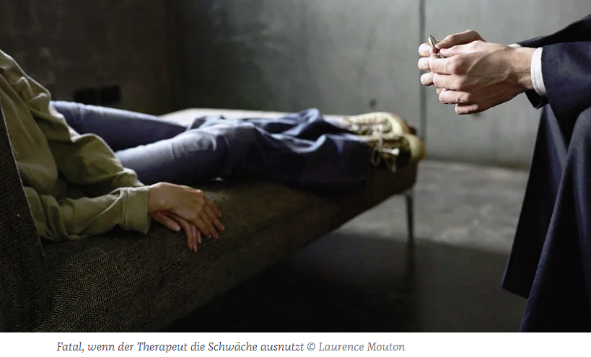 Fatal, wenn der Therapeut die Schwäche ausnutzt © Laurence Mouton